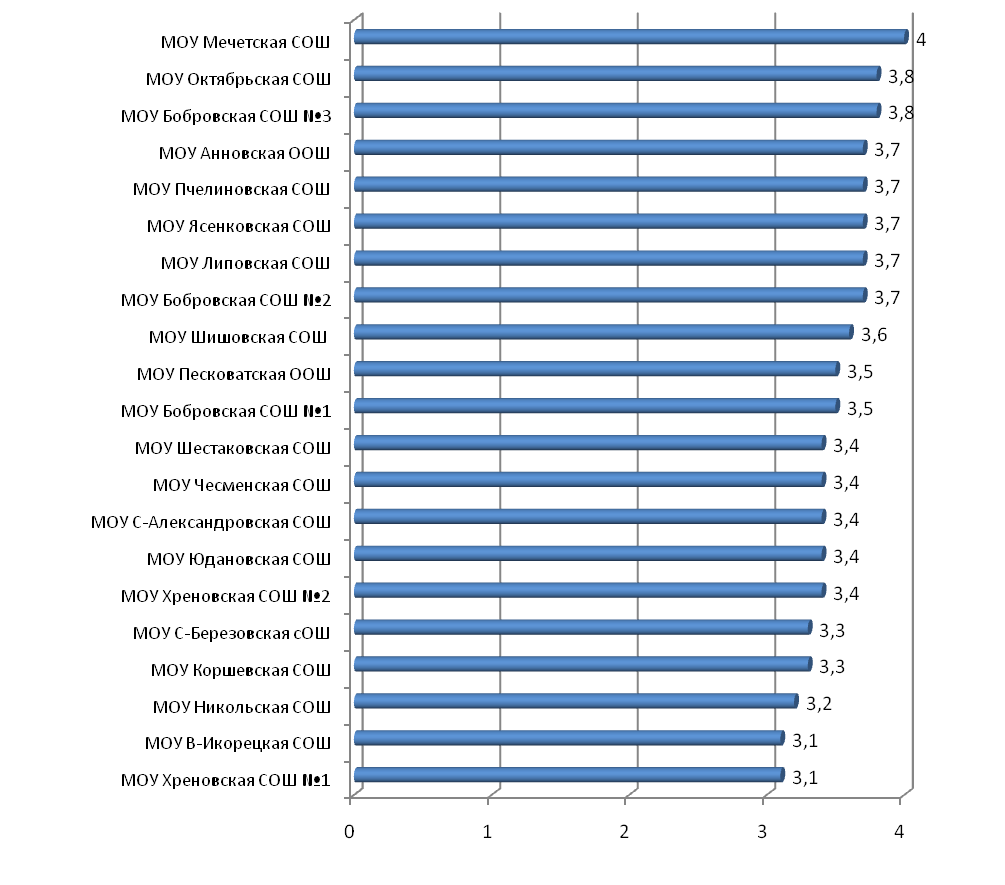 МОУ Мечетская СОШ 4
МОУ Октябрьская СОШ 3,8
МОУ Бобровская СОШ №3 3,8
МОУ Анновская ООШ 3,7
МОУ Пчелиновская СОШ 3,7
МОУ Ясенковская СОШ 3,7
МОУ Липовская СОШ 3,7
МОУ Бобровская СОШ №2 3,7
МОУ Шишовская СОШ 3,6
МОУ Песковатская ООШ 3,5
МОУ Бобровская СОШ №1 3,5
МОУ Шестаковская СОШ 3,4
МОУ Чесменская СОШ 3,4
МОУ С-Александровская СОШ 3,4
МОУ Юдановская СОШ 3,4
МОУ Хреновская СОШ №2 3,4
МОУ С-Березовская сОШ 3,3
МОУ Коршевская СОШ 3,3
МОУ Никольская СОШ 3,2
МОУ В-Икорецкая СОШ 3,1
МОУ Хреновская СОШ №1 3,1
0 1 2 3 4